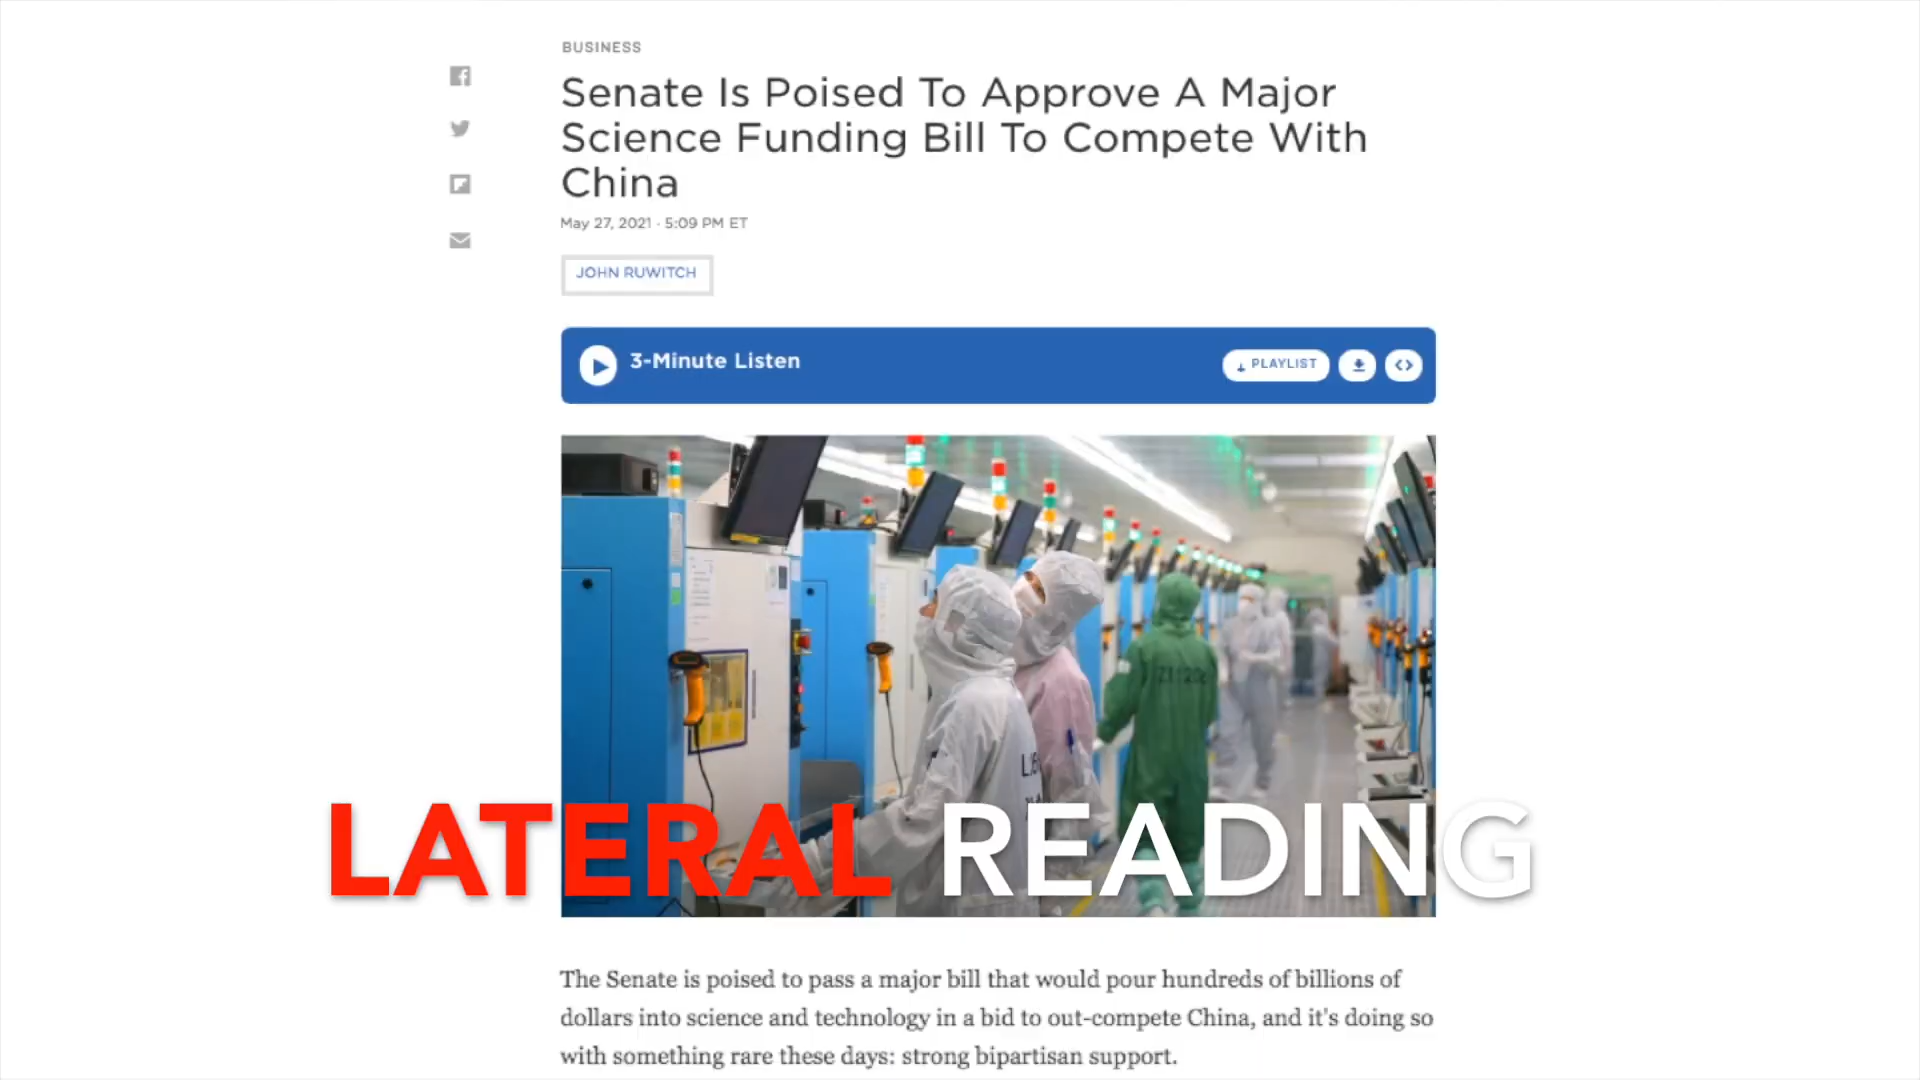 BUSINESS
Senate Is Poised To Approve A Major
Science Funding Bill To Compete With
China
May 27, 2021 · 5:09 PM ET
JOHN RUWITCH
3-Minute Listen
PLAYLIST
LATERAL READING
The Senate is poised to pass a major bill that would pour hundreds of billions of
dollars into science and technology in a bid to out-compete China, and it's doing so
with something rare these days: strong bipartisan support.